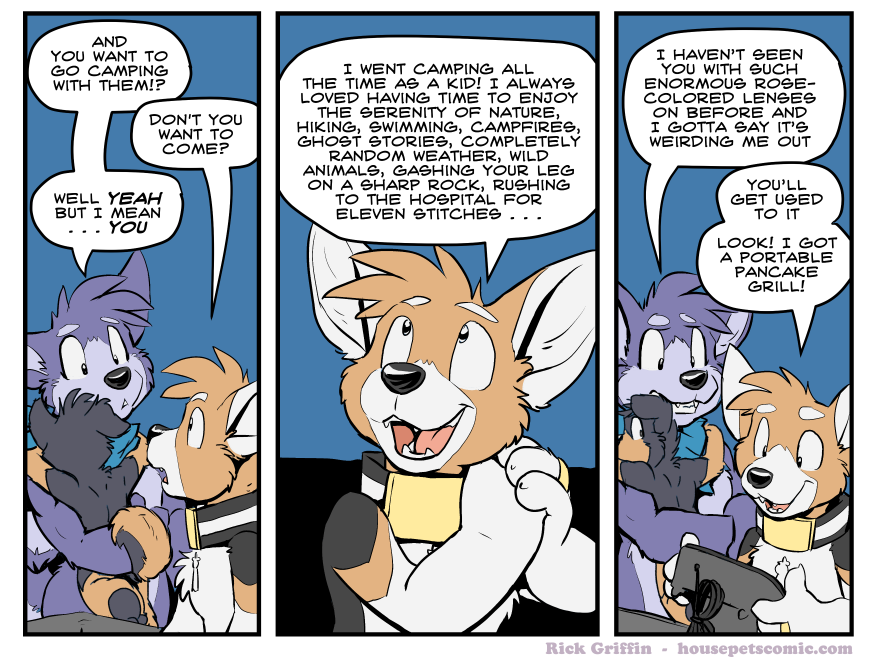 AND
YOU WANT TO
GO CAMPING
WITH THEM!?
DON'T YOU
WANT TO
COME?
WELL YEAH
BUT I MEAN
. . . YOU
I WENT CAMPING ALL
THE TIME AS A KID! I ALWAYS
LOVED HAVING TIME TO ENJOY
THE SERENITY OF NATURE,
HIKING, SWIMMING, CAMPFIRES,
GHOST STORIES, COMPLETELY
RANDOM WEATHER, WILD
ANIMALS, GASHING YOUR LEG
ON A SHARP ROCK, RUSHING
TO THE HOSPITAL FOR
ELEVEN STITCHES . . .
I HAVEN'T SEEN
YOU WITH SUCH
ENORMOUS ROSE-
COLORED LENSES
ON BEFORE AND
I GOTTA SAY IT'S
WEIRDING ME OUT
YOU'LL
GET USED
TO IT
LOOK! I GOT
A PORTABLE
PANCAKE
GRILL!
Rick Griffin - housepetscomic.com